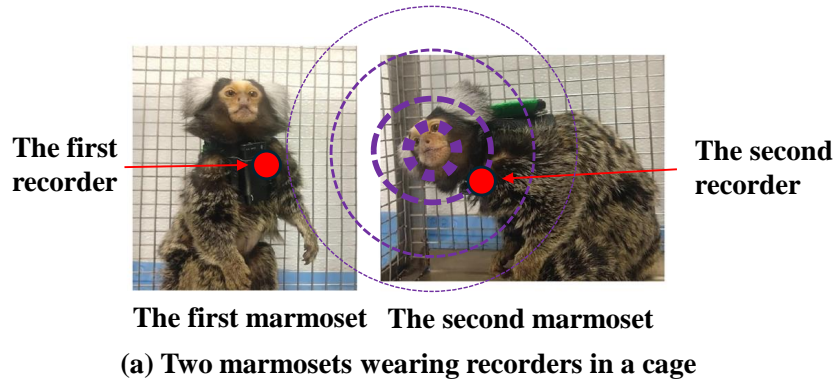 The first
recorder
The second
recorder
The first marmoset
The second marmoset
(a) Two marmosets wearing recorders in a cage